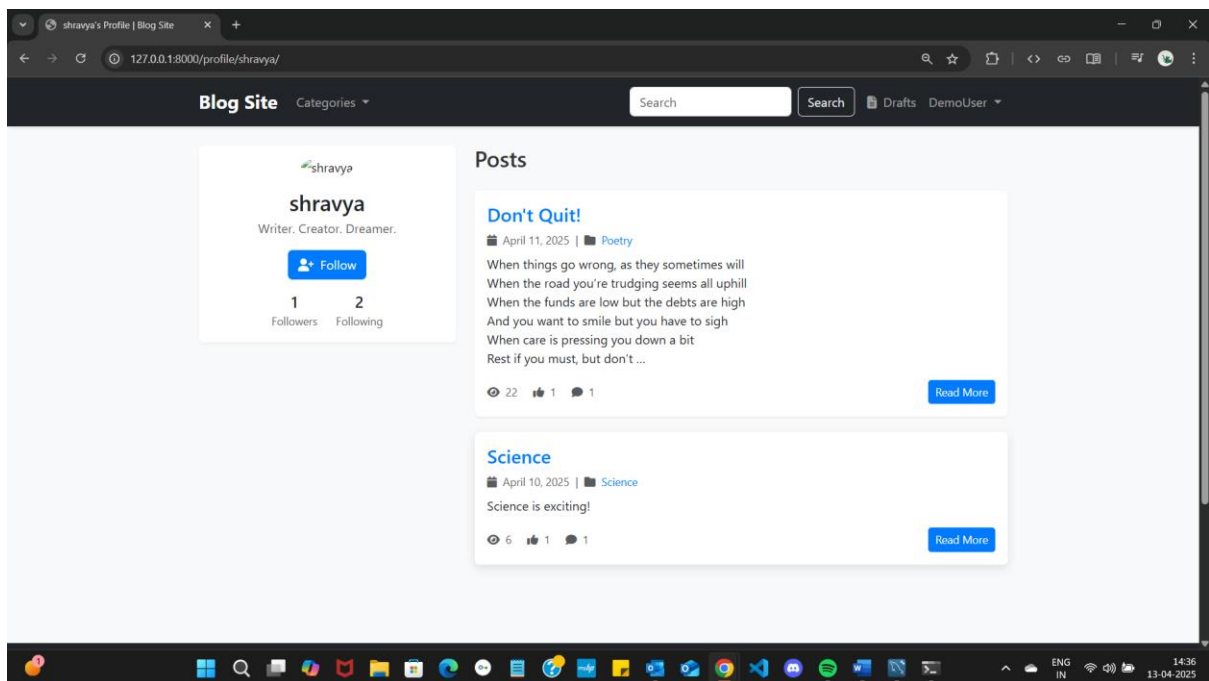 shravya's Profile | Blog Site
127.0.0.1:8000/profile/shravya/
Blog Site Categories Search Search Drafts DemoUser
shravya
shravya
Writer. Creator. Dreamer.
Follow
1 2
Followers Following
Posts
Don't Quit!
April 11, 2025 | Poetry
When things go wrong, as they sometimes will
When the road you’re trudging seems all uphill
When the funds are low but the debts are high
And you want to smile but you have to sigh
When care is pressing you down a bit
Rest if you must, but don’t ...
22 1 1 Read More
Science
April 10, 2025 | Science
Science is exciting!
6 1 1 Read More
1
ENG
IN
14:36
13-04-2025